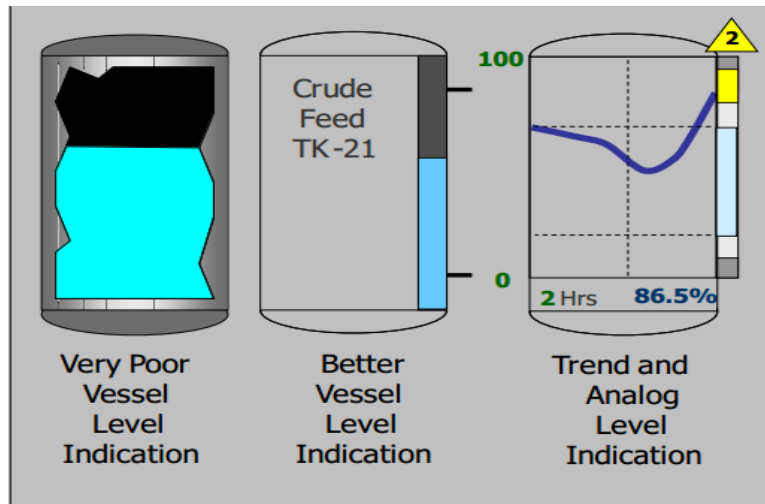 2
100
Crude
Feed
TK-21
0
2 Hrs 86.5%
Very Poor
Vessel
Level
Indication
Better
Vessel
Level
Indication
Trend and
Analog
Level
Indication